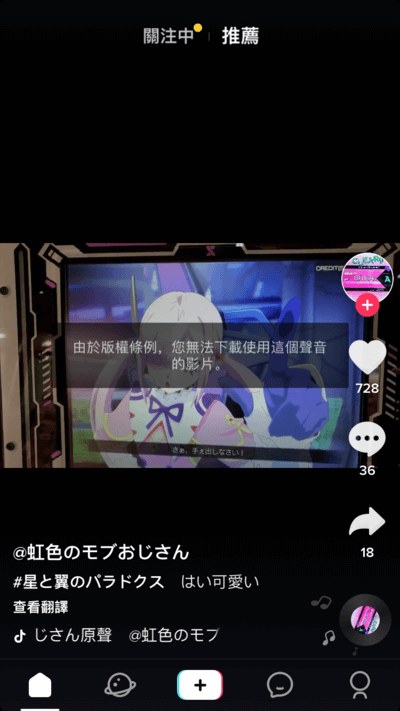 關注中
推薦
CREDIT
由於版權條例，您無法下載使用這個聲音
的影片。
728
さあ、手ぇ出しなさい！
36
18
@虹色のモブおじさん
#星と翼のパラドクス はい可愛い
查看翻譯
じさん原聲 @虹色のモブ